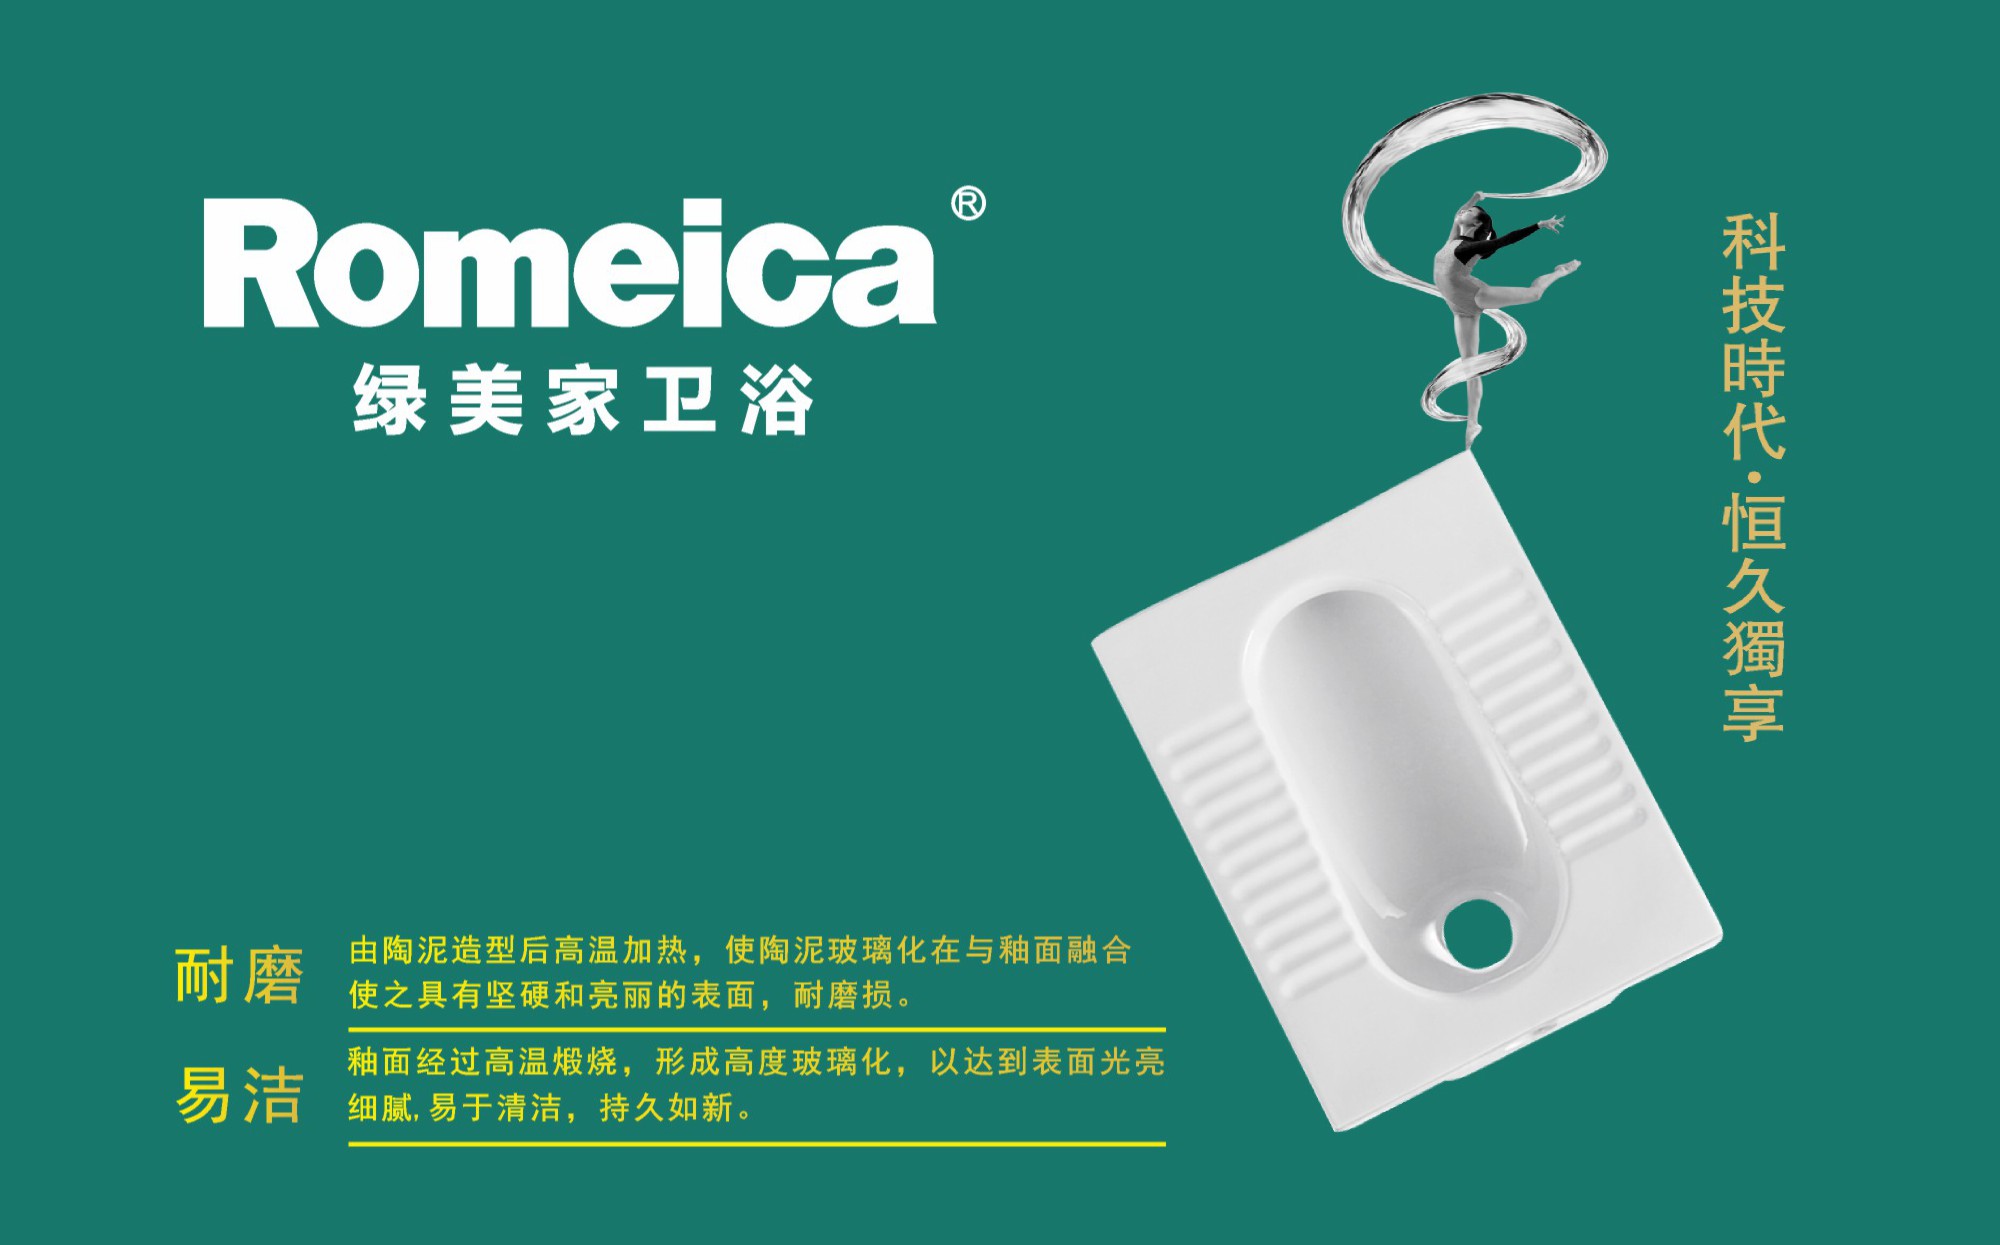 Romeica®
绿美家卫浴
科技時代·恒久獨享
耐磨
由陶泥造型后高温加热，使陶泥玻璃化在与釉面融合
使之具有坚硬和亮丽的表面，耐磨损。
易洁
釉面经过高温煅烧，形成高度玻璃化，以达到表面光亮
细腻,易于清洁，持久如新。